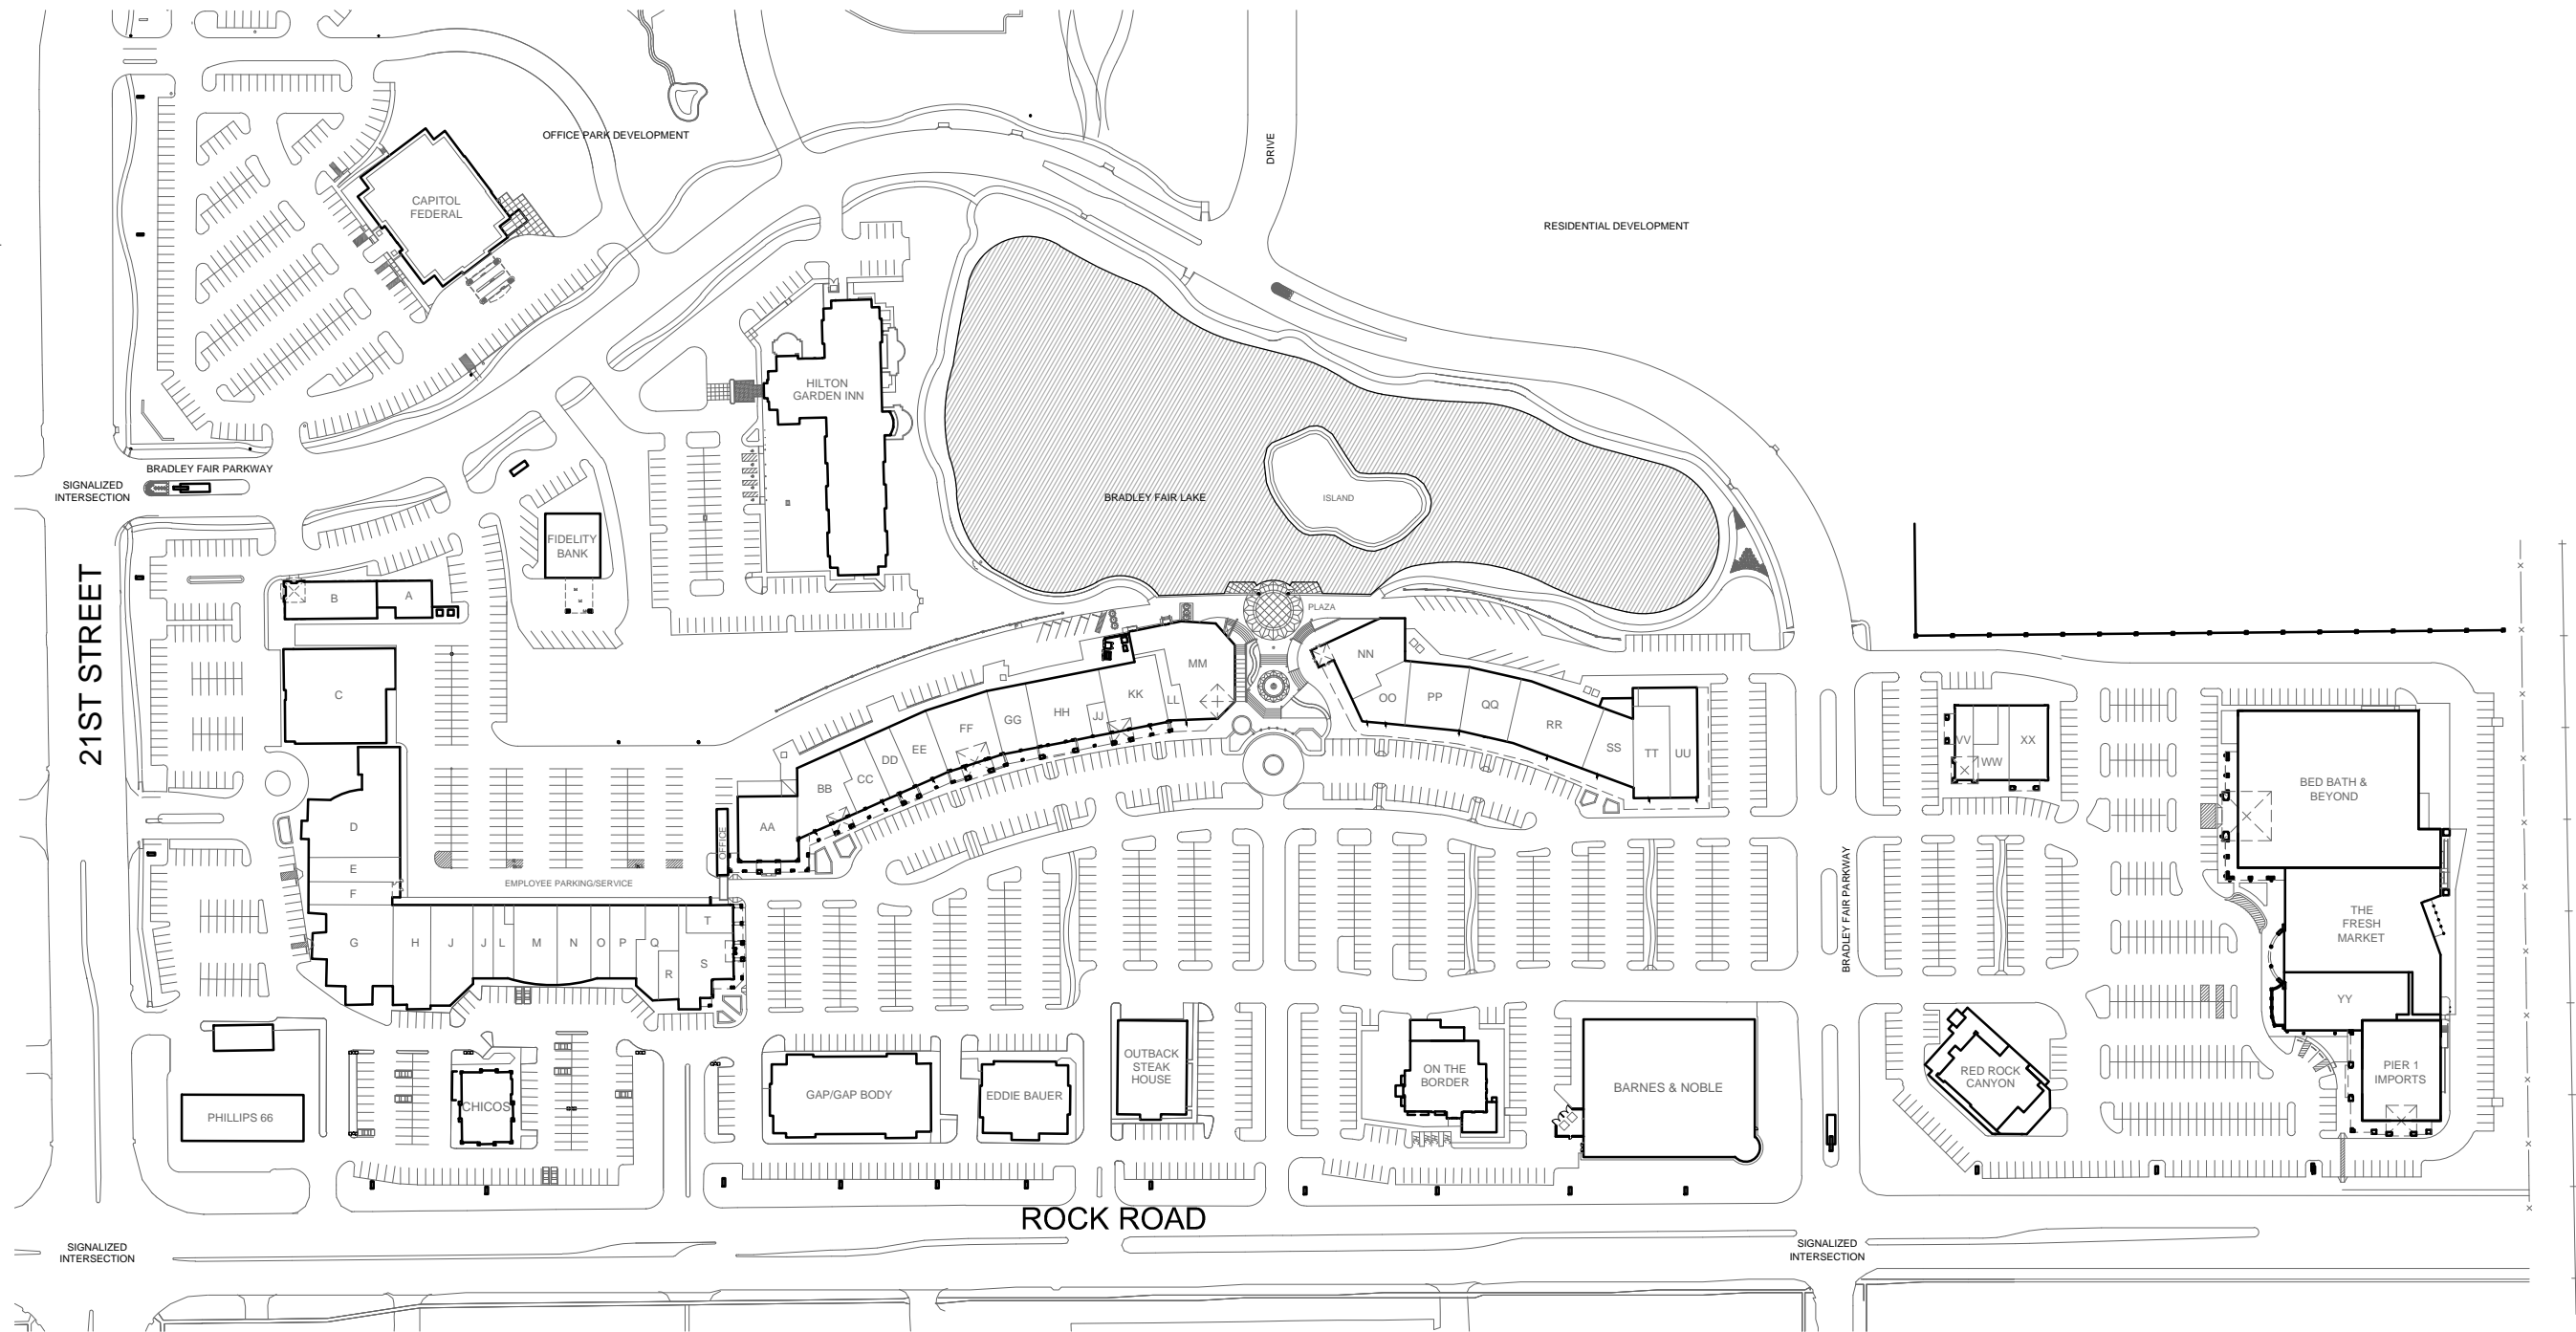 OFFICE PARK DEVELOPMENT
DRIVE
CAPITOL
FEDERAL
RESIDENTIAL DEVELOPMENT
HILTON
GARDEN INN
BRADLEY FAIR PARKWAY
SIGNALIZED
INTERSECTION
BRADLEY FAIR LAKE
ISLAND
FIDELITY
BANK
21ST STREET
B
A
PLAZA
C
MM
NN
KK
LL
OO
PP
QQ
RR
SS
TT
UU
JJ
HH
GG
FF
EE
DD
CC
BB
AA
VV
WW
XX
BED BATH &
BEYOND
D
E
F
OFFICE
EMPLOYEE PARKING/SERVICE
BRADLEY FAIR PARKWAY
THE
FRESH
MARKET
G
H
J
J
L
M
N
O
P
Q
R
S
T
YY
PHILLIPS 66
CHICOS
GAP/GAP BODY
EDDIE BAUER
OUTBACK
STEAK
HOUSE
ON THE
BORDER
BARNES & NOBLE
RED ROCK
CANYON
PIER 1
IMPORTS
ROCK ROAD
SIGNALIZED
INTERSECTION
SIGNALIZED
INTERSECTION